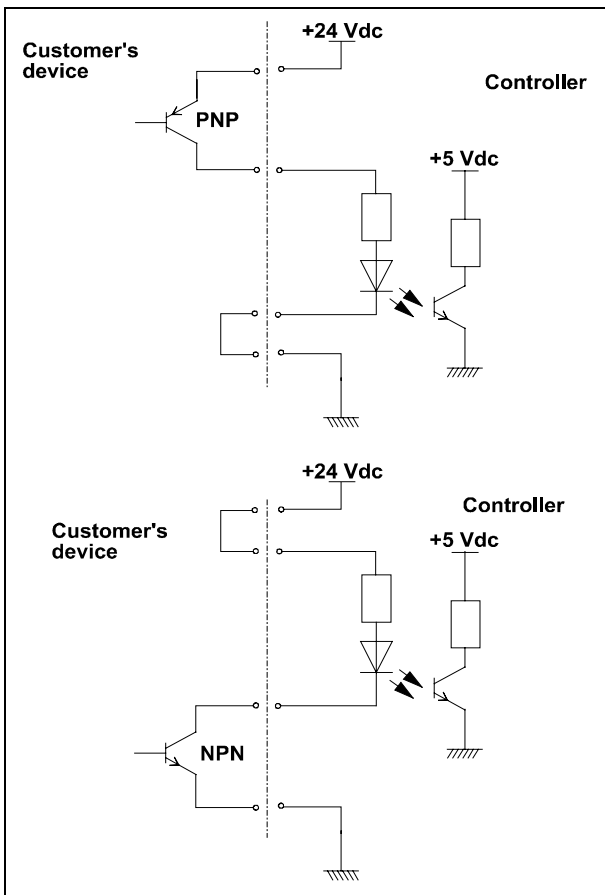 +24 Vdc
Customer's
device
Controller
PNP
+5 Vdc
+24 Vdc
Controller
Customer's
device
+5 Vdc
NPN